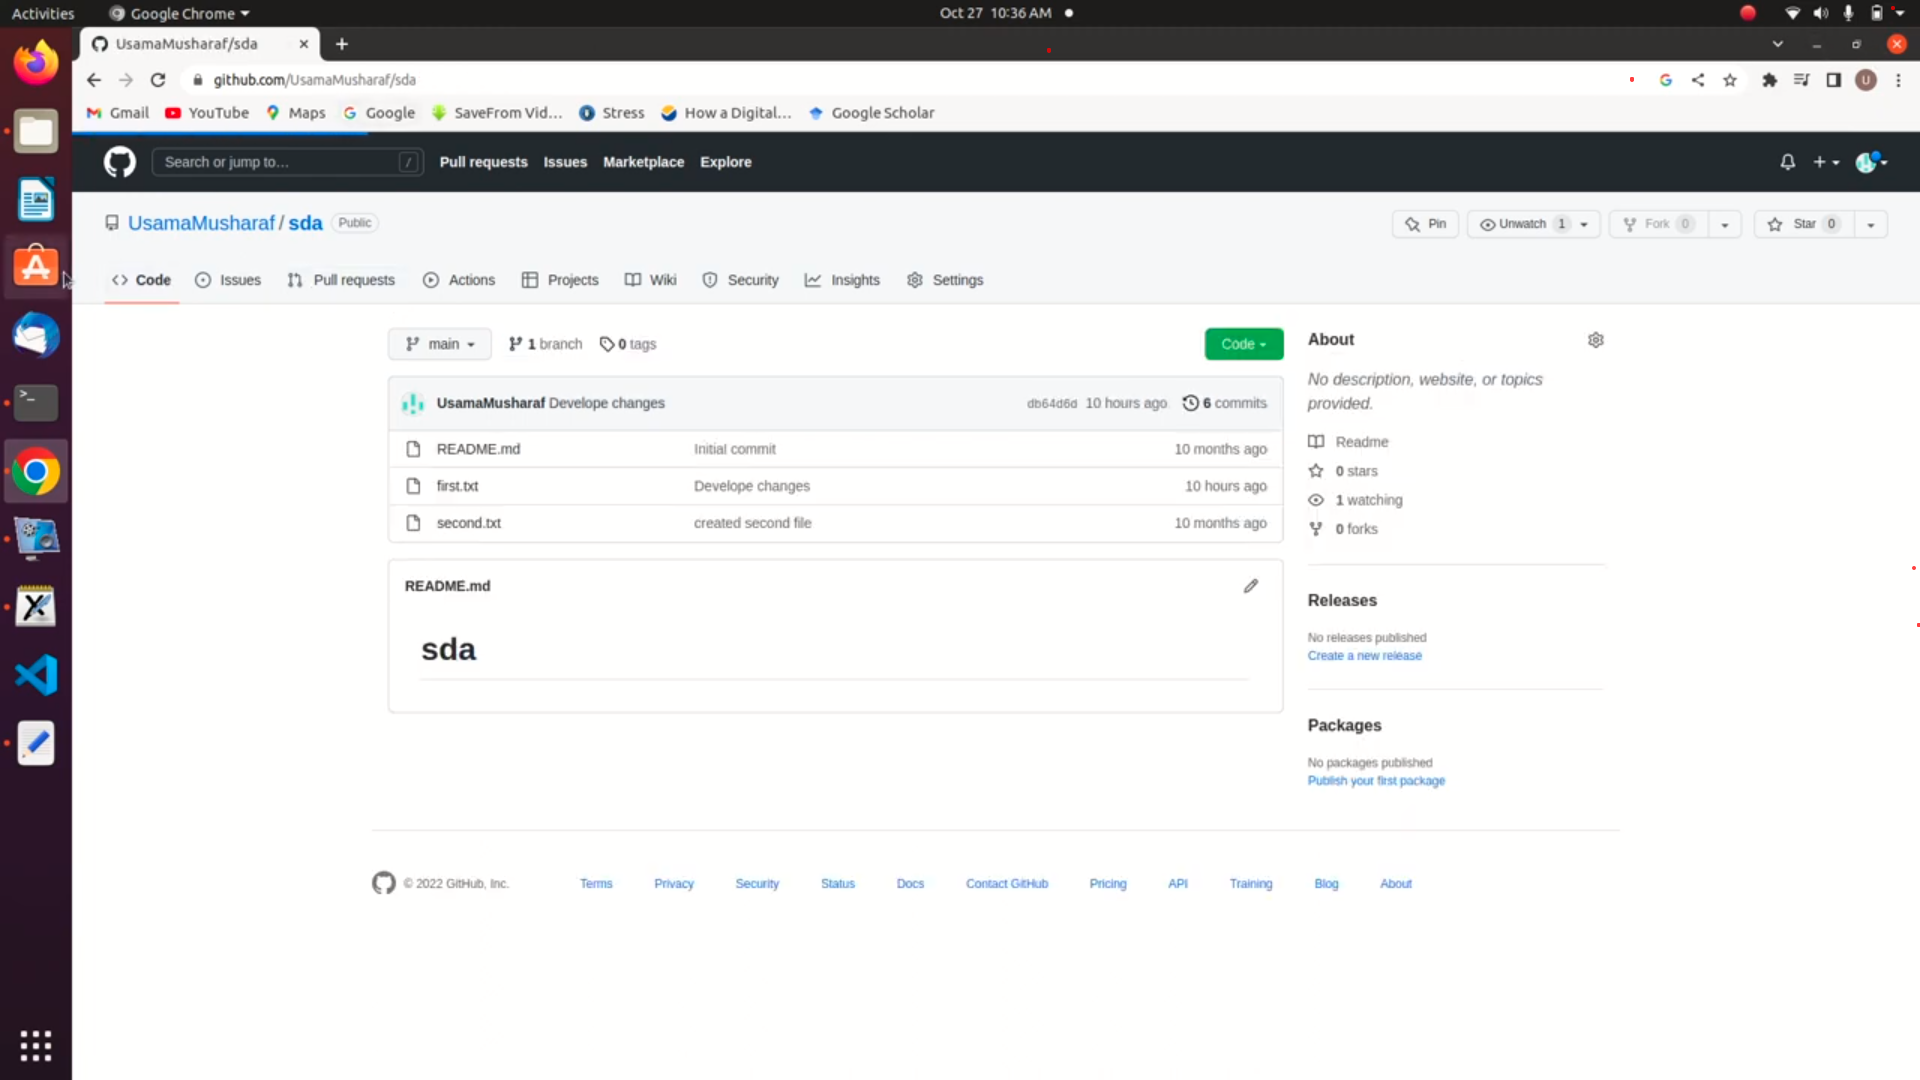 Activities Google Chrome Oct 27 10:36 AM
UsamaMusharaf/sda
github.com/UsamaMusharaf/sda
Gmail YouTube Maps Google SaveFrom Vid... Stress How a Digital... Google Scholar
Search or jump to... / Pull requests Issues Marketplace Explore
UsamaMusharaf / sda Public Pin Unwatch 1 Fork 0 Star 0
Code Issues Pull requests Actions Projects Wiki Security Insights Settings
main 1 branch 0 tags Code
UsamaMusharaf Develope changes db64d6d 10 hours ago 6 commits
README.md Initial commit 10 months ago
first.txt Develope changes 10 hours ago
second.txt created second file 10 months ago
README.md
sda
About
No description, website, or topics
provided.
Readme
0 stars
1 watching
0 forks
Releases
No releases published
Create a new release
Packages
No packages published
Publish your first package
© 2022 GitHub, Inc. Terms Privacy Security Status Docs Contact GitHub Pricing API Training Blog About